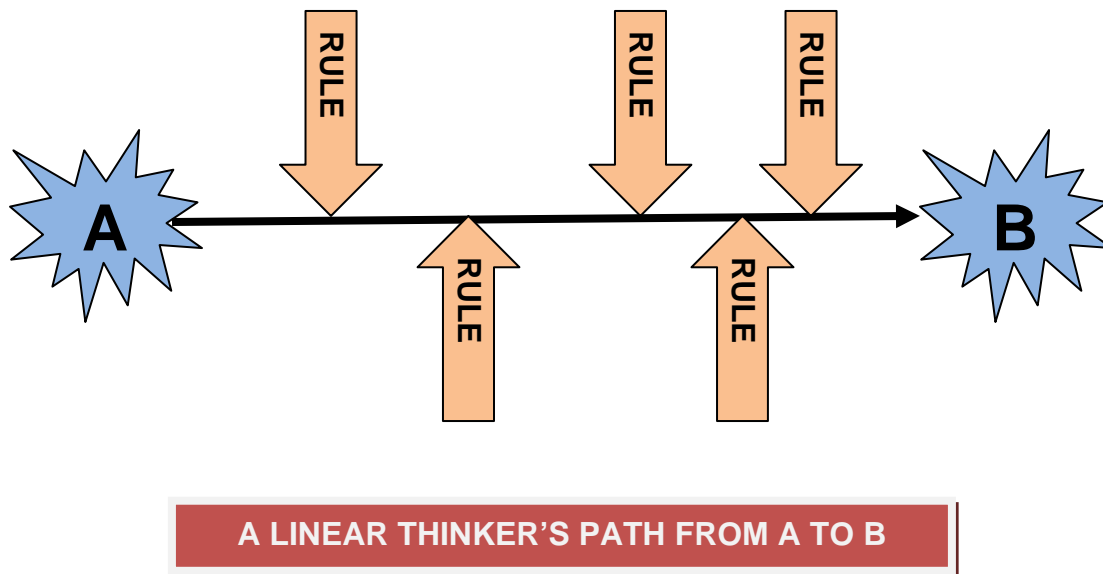 RULE
RULE
RULE
A
B
RULE
RULE
A LINEAR THINKER’S PATH FROM A TO B